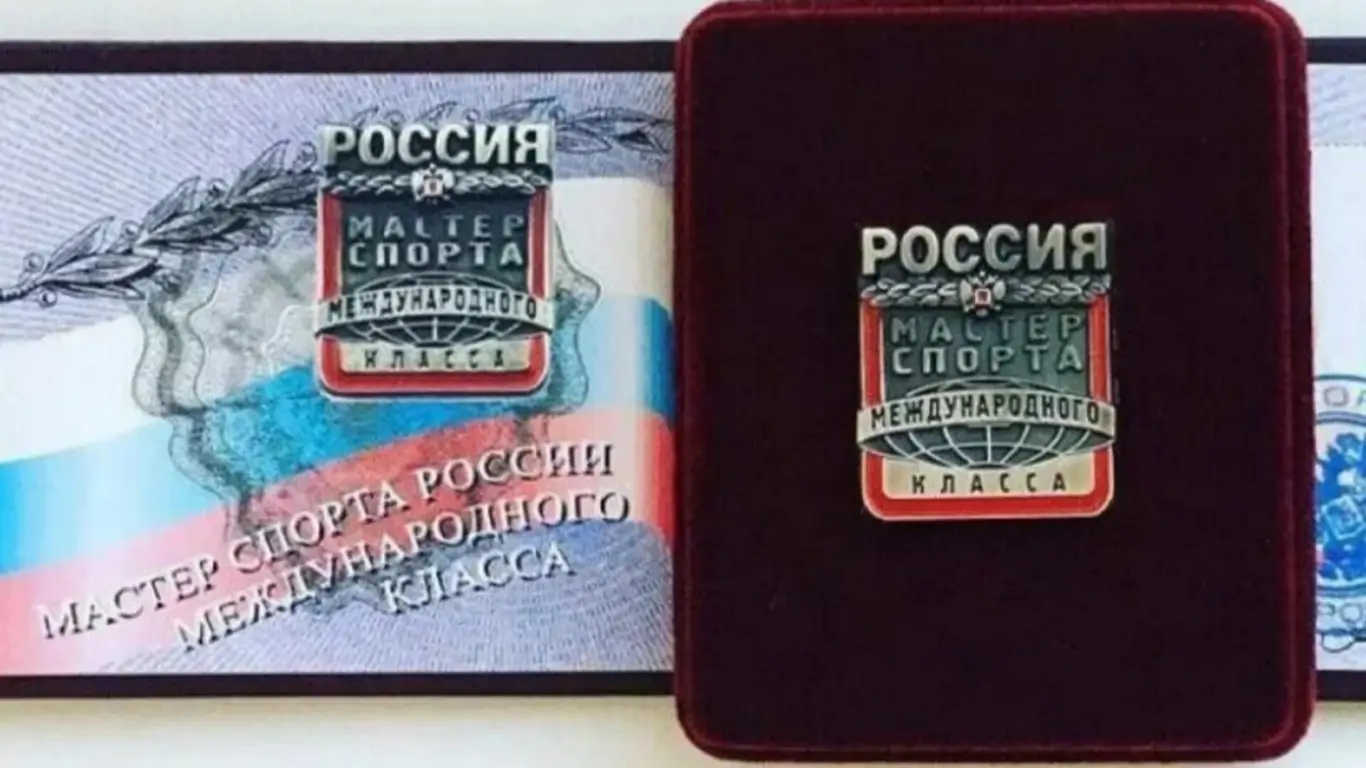 РОССИЯ
МАСТЕР
СПОРТА
МЕЖДУНАРОДНОГО
КЛАССА
МАСТЕР СПОРТА РОССИИ
МЕЖДУНАРОДНОГО
КЛАССА
РОССИЯ
МАСТЕР
СПОРТА
МЕЖДУНАРОДНОГО
КЛАССА